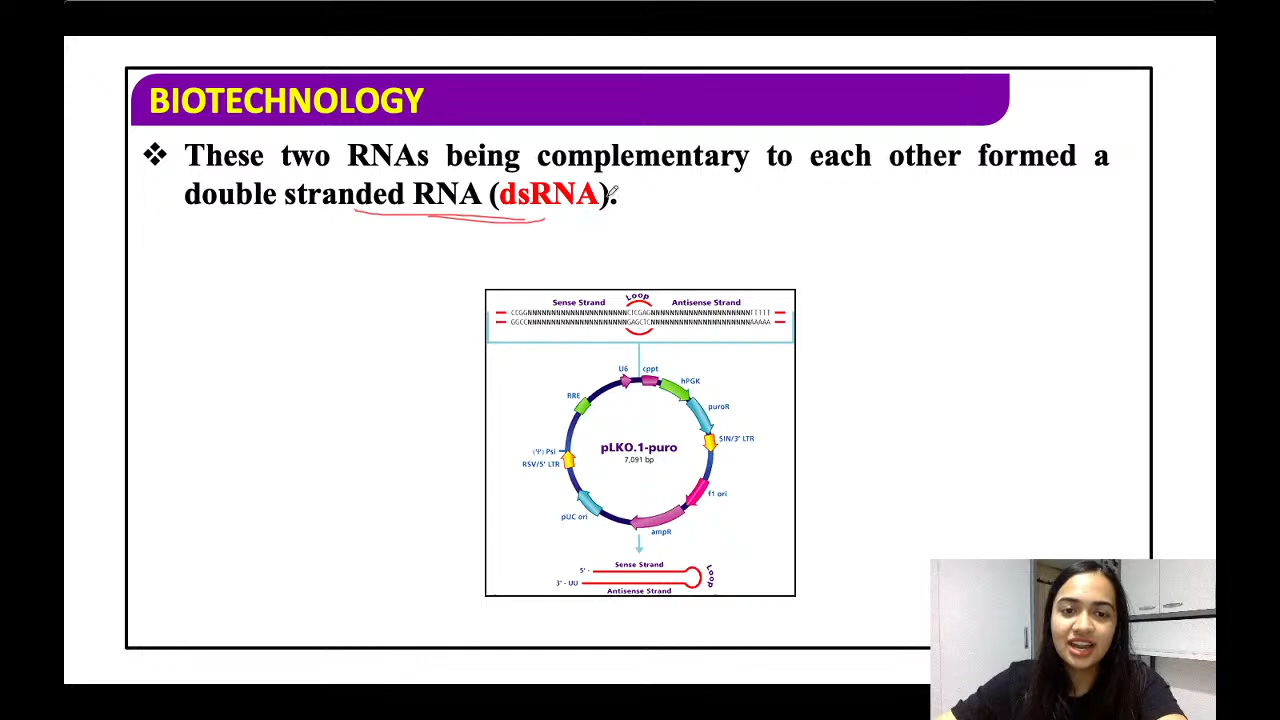 BIOTECHNOLOGY
❖ These two RNAs being complementary to each other formed a
double stranded RNA (dsRNA).
Loop
Sense Strand Antisense Strand
CCGGNNNNNNNNNNNNNNNNNNNNNCTCGAGNNNNNNNNNNNNNNNNNNNNNTTTTT
GGCCNNNNNNNNNNNNNNNNNNNNNGAGCTCNNNNNNNNNNNNNNNNNNNNNAAAAA
U6 cppt
hPGK
RRE
puroR
SIN/3' LTR
pLKO.1-puro
(Ψ) Psi
7,091 bp
RSV/5' LTR
f1 ori
pUC ori
ampR
Sense Strand
5' -
Loop
3' - UU
Antisense Strand